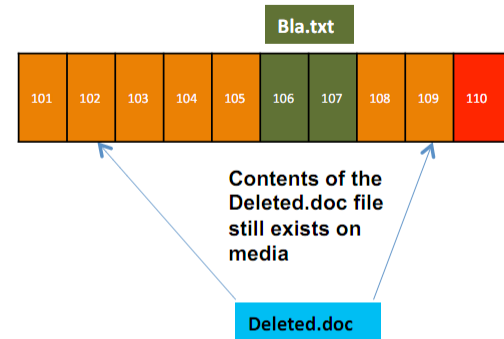 Bla.txt
101 102 103 104 105 106 107 108 109 110
Contents of the
Deleted.doc file
still exists on
media
Deleted.doc